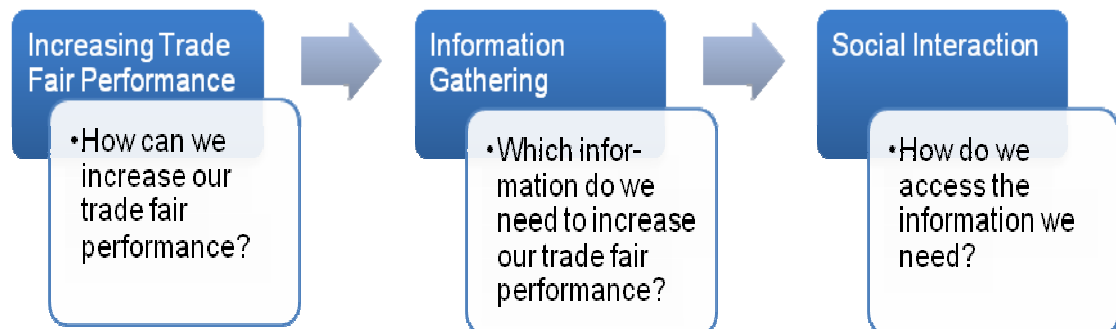 Increasing Trade
Fair Performance
•How can we
increase our
trade fair
performance?
Information
Gathering
•Which infor-
mation do we
need to increase
our trade fair
performance?
Social Interaction
•How do we
access the
information we
need?